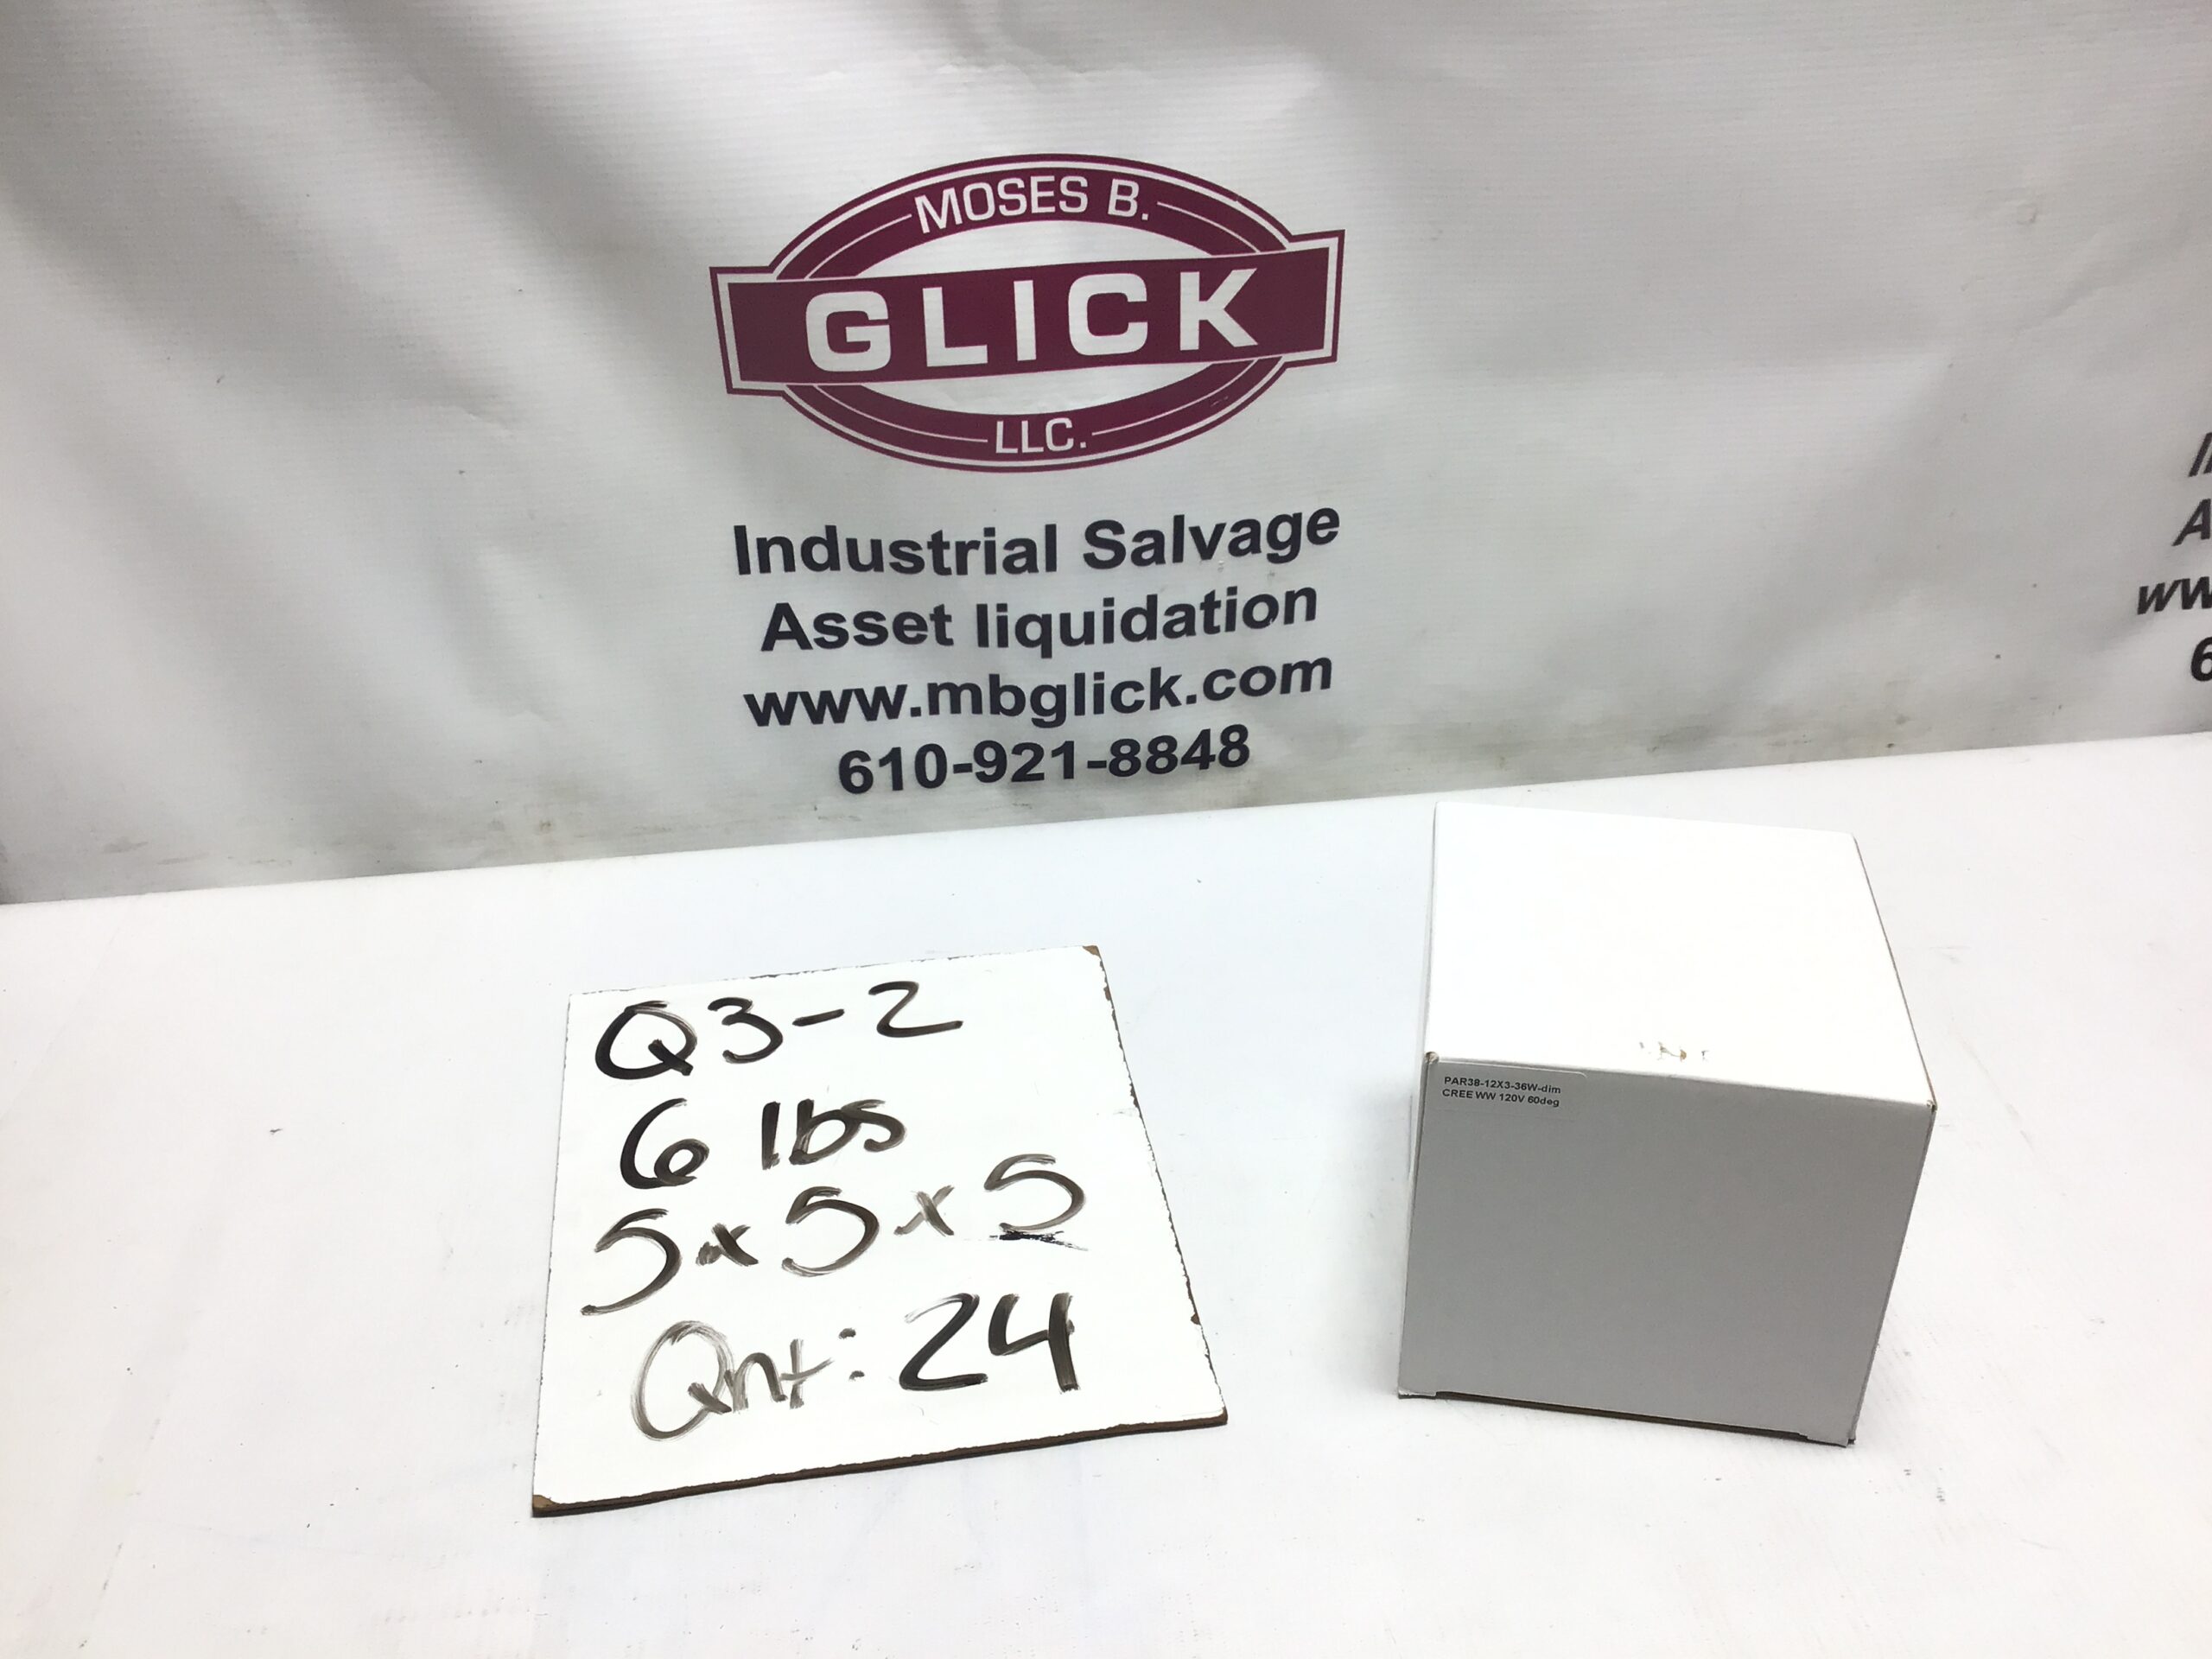 MOSES B.
GLICK
LLC.
Industrial Salvage
Asset liquidation
www.mbglick.com
610-921-8848
Q3-2
6 lbs
5x5x5
Qnt: 24
PAR38-12X3-36W-dim
CREE WW 120V 60deg